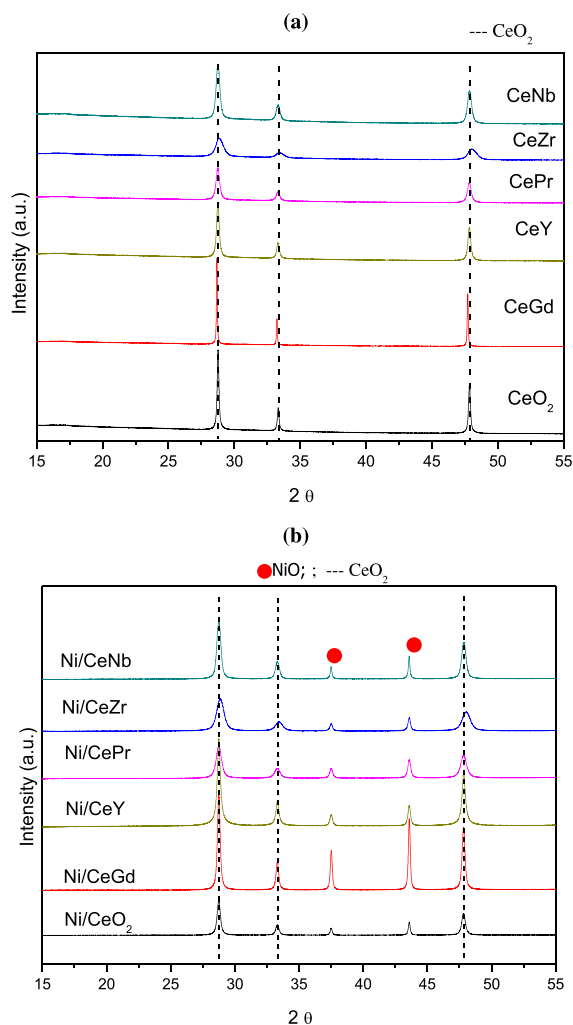 (a)
--- CeO2
CeNb
CeZr
CePr
CeY
CeGd
CeO2
Intensity (a.u.)
15 20 25 30 35 40 45 50 55
2 θ
(b)
NiO; ; --- CeO2
Ni/CeNb
Ni/CeZr
Ni/CePr
Ni/CeY
Ni/CeGd
Ni/CeO2
Intensity (a.u.)
15 20 25 30 35 40 45 50 55
2 θ